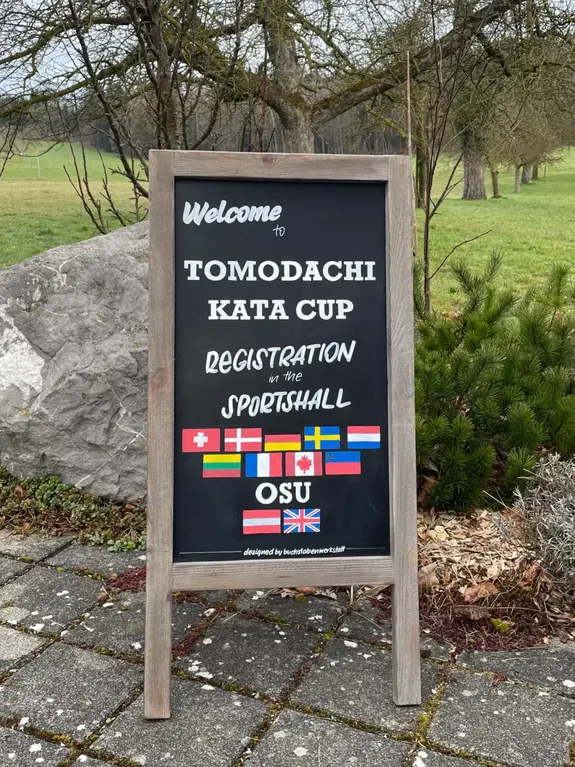 Welcome
to
TOMODACHI
KATA CUP
REGISTRATION
in the
SPORTSHALL
OSU
designed by buchstabenwerkstatt